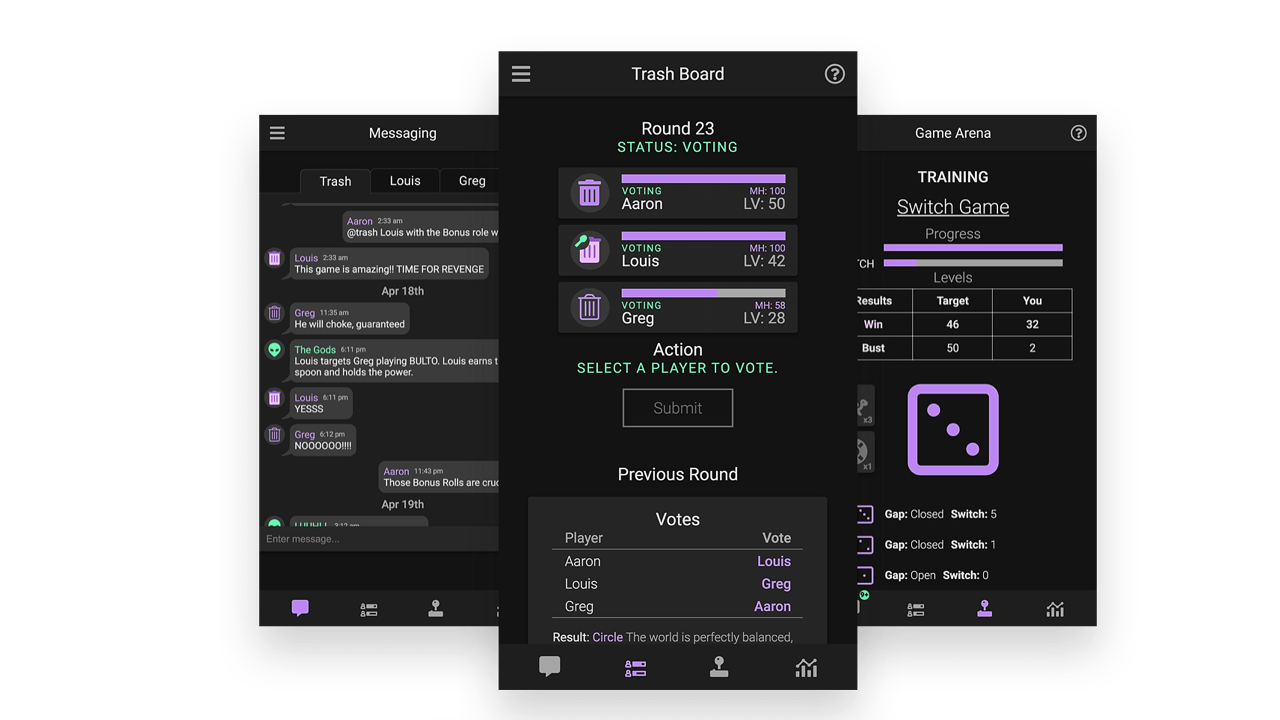 Messaging
Trash Louis Greg
Aaron 2:33 am
@trash Louis with the Bonus role w
Louis 2:33 am
This game is amazing!! TIME FOR REVENGE
Apr 18th
Greg 11:35 am
He will choke, guaranteed
The Gods 6:11 pm
Louis targets Greg playing BULTO. Louis earns t
spoon and holds the power.
Louis 6:11 pm
YESSS
Greg 6:12 pm
NOOOOOO!!!!
Aaron 11:43 pm
Those Bonus Rolls are cruc
Apr 19th
Enter message...
Trash Board
?
Round 23
STATUS: VOTING
VOTING MH: 100
Aaron LV: 50
VOTING MH: 100
Louis LV: 42
VOTING MH: 58
Greg LV: 28
Action
SELECT A PLAYER TO VOTE.
Submit
Previous Round
Votes
Player Vote
Aaron Louis
Louis Greg
Greg Aaron
Result: Circle The world is perfectly balanced,
Game Arena
?
TRAINING
Switch Game
Progress
TCH
Levels
Results Target You
Win 46 32
Bust 50 2
x3
x1
Gap: Closed Switch: 5
Gap: Closed Switch: 1
Gap: Open Switch: 0
9+